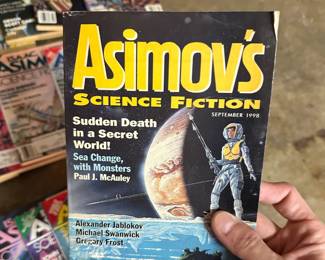 Asimov's
SCIENCE FICTION
SEPTEMBER 1998
Sudden Death
in a Secret
World!
Sea Change,
with Monsters
Paul J. McAuley
Alexander Jablokov
Michael Swanwick
Gregory Frost